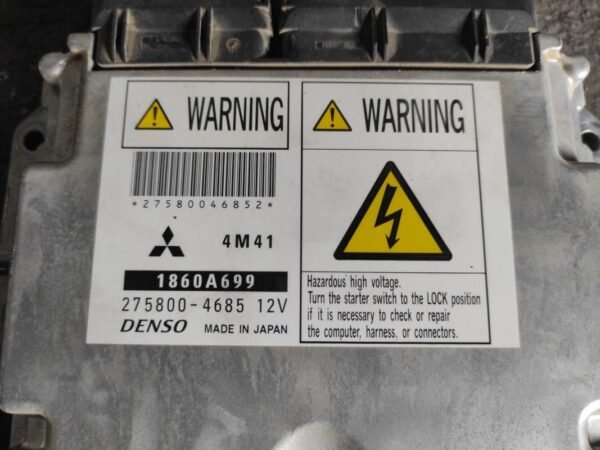 WARNING
*27580046852*
4M41
1860A699
275800-4685 12V
DENSO MADE IN JAPAN
WARNING
Hazardous high voltage.
Turn the starter switch to the LOCK position
if it is necessary to check or repair
the computer, harness, or connectors.